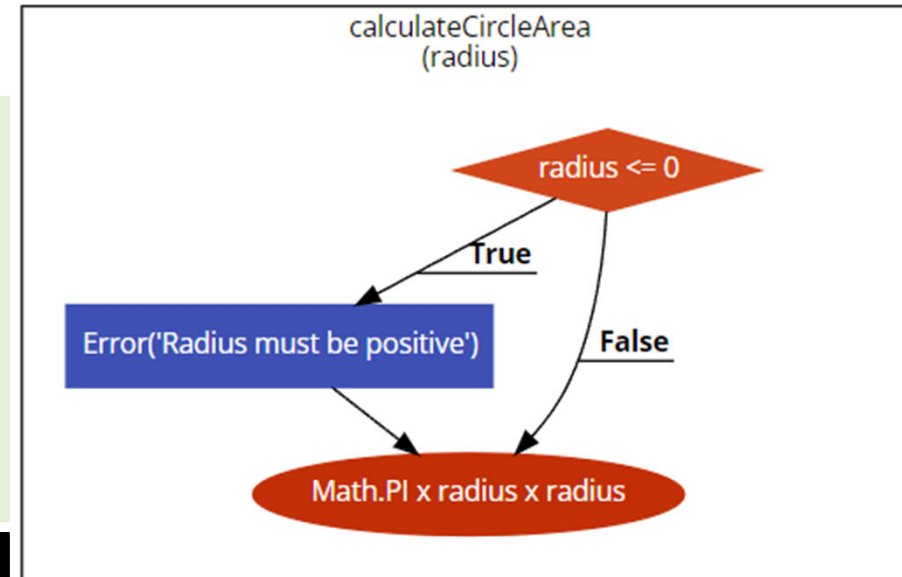 calculateCircleArea
(radius)
radius <= 0
True
Error('Radius must be positive')
False
Math.PI x radius x radius